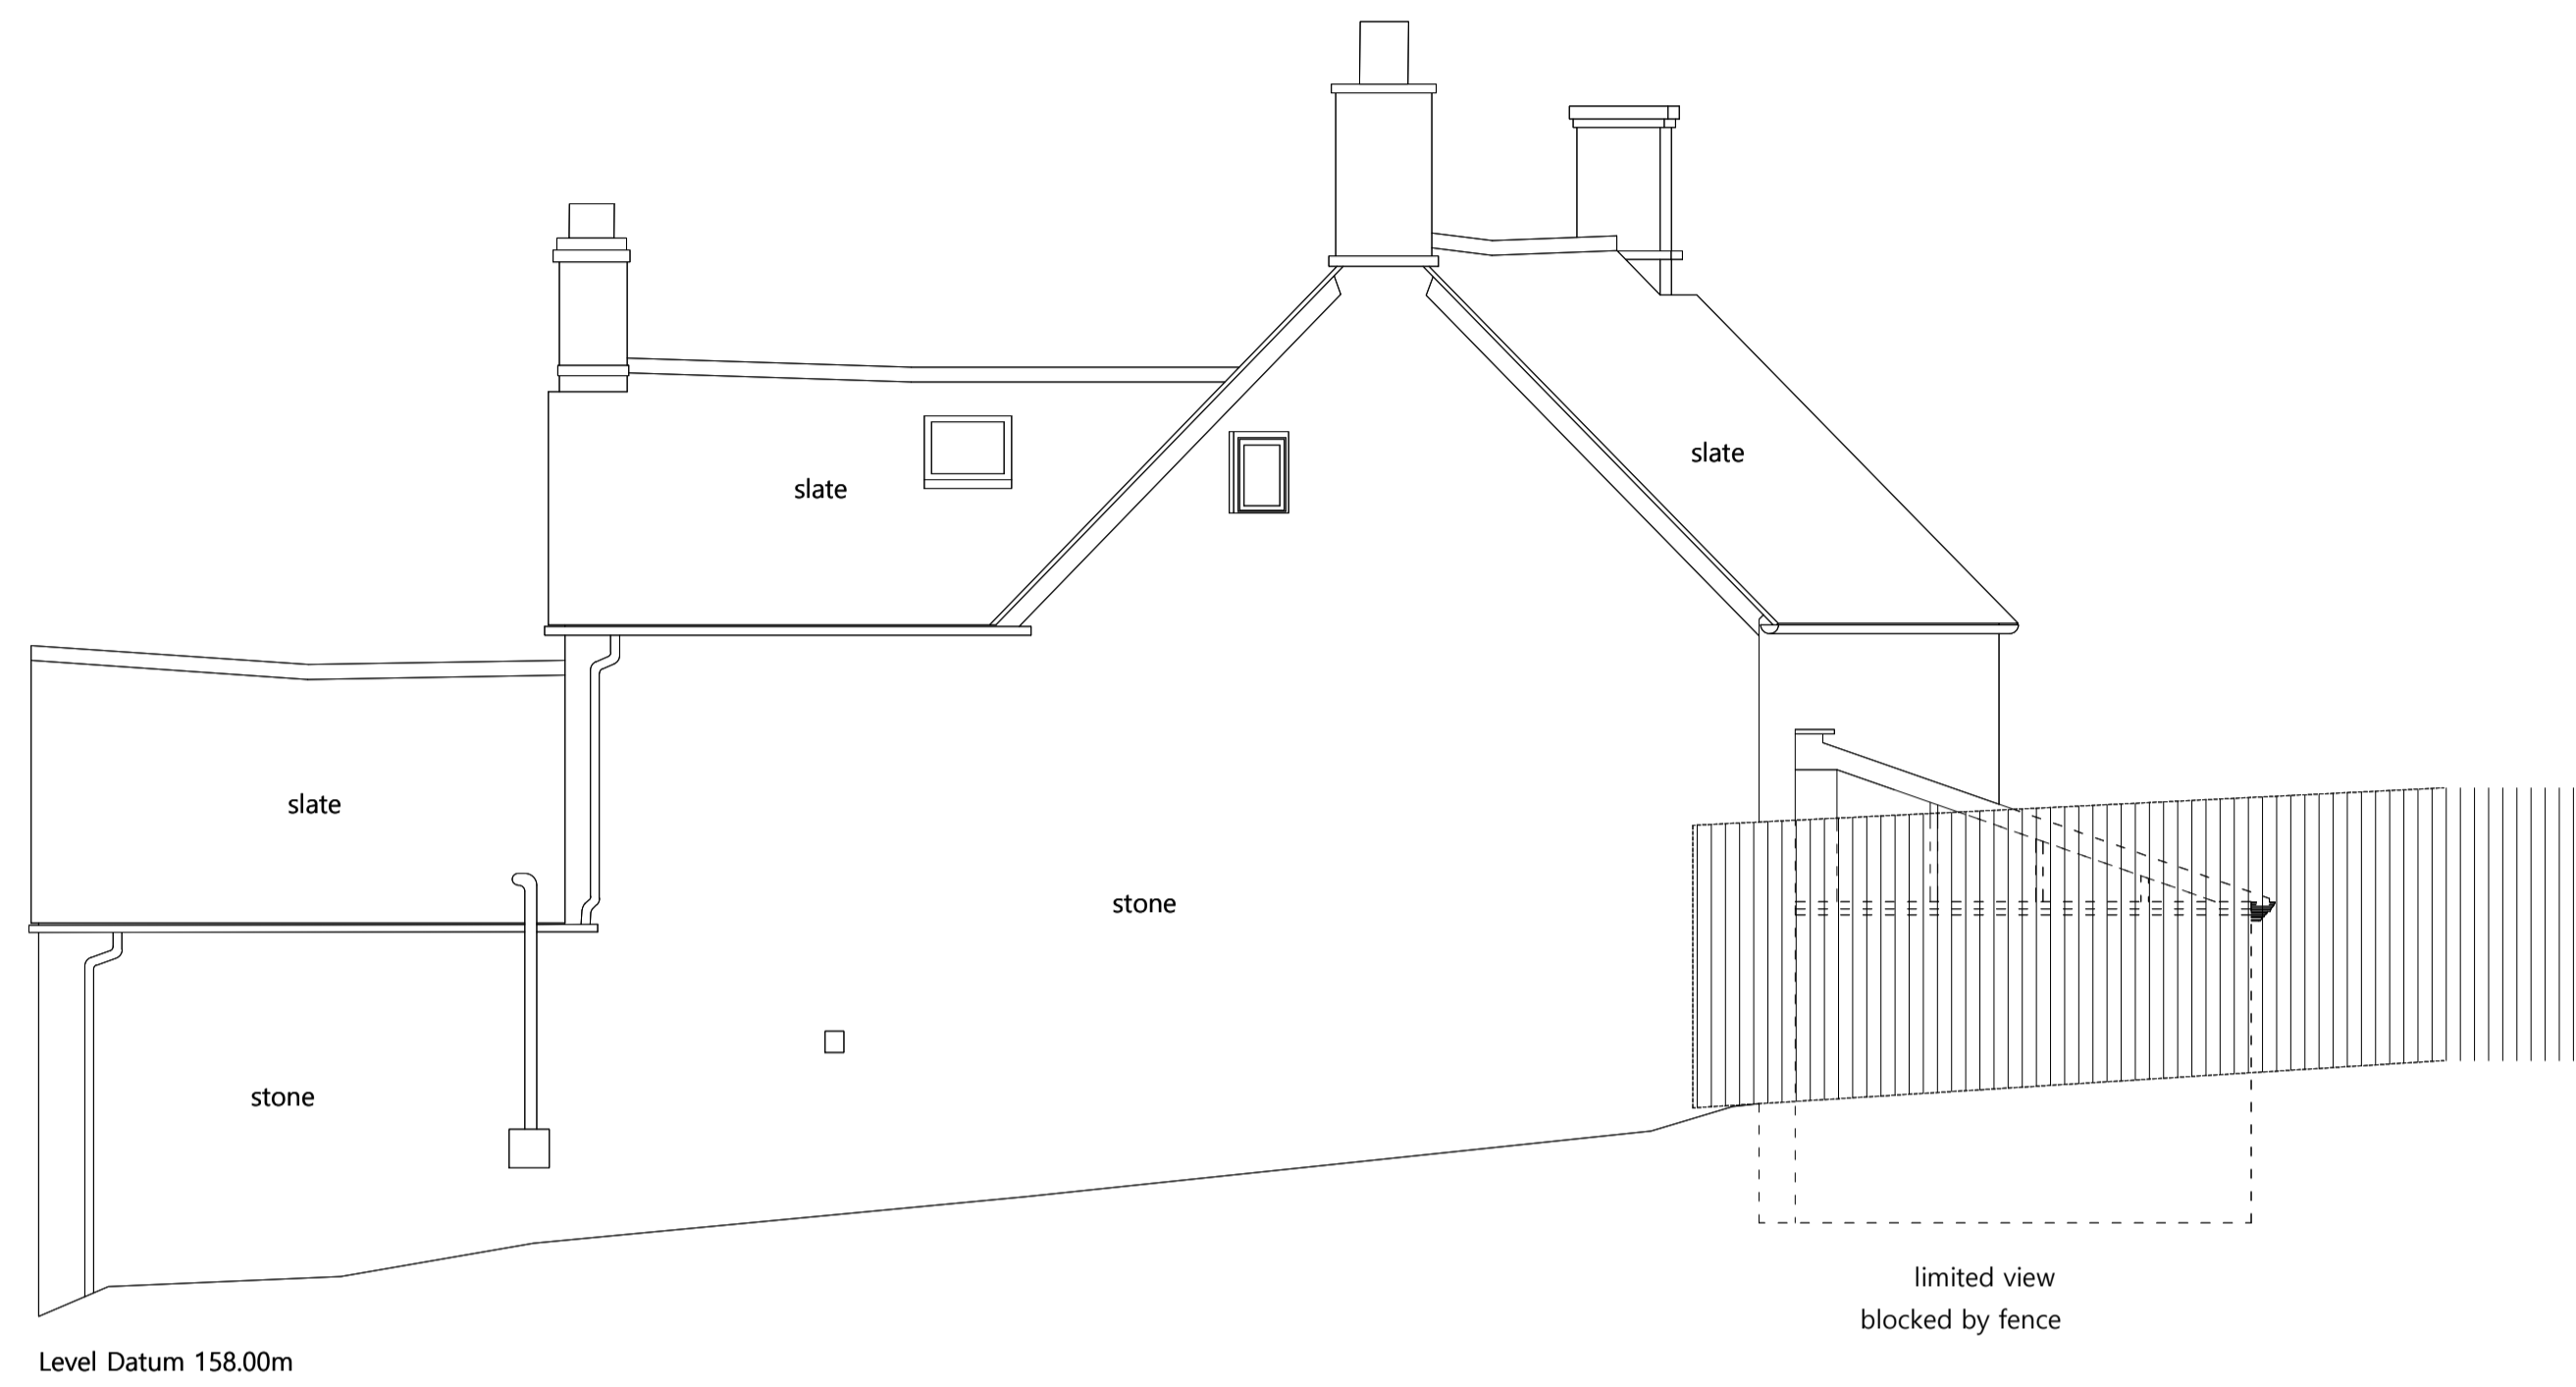 slate
slate
slate
stone
stone
limited view
blocked by fence
Level Datum 158.00m